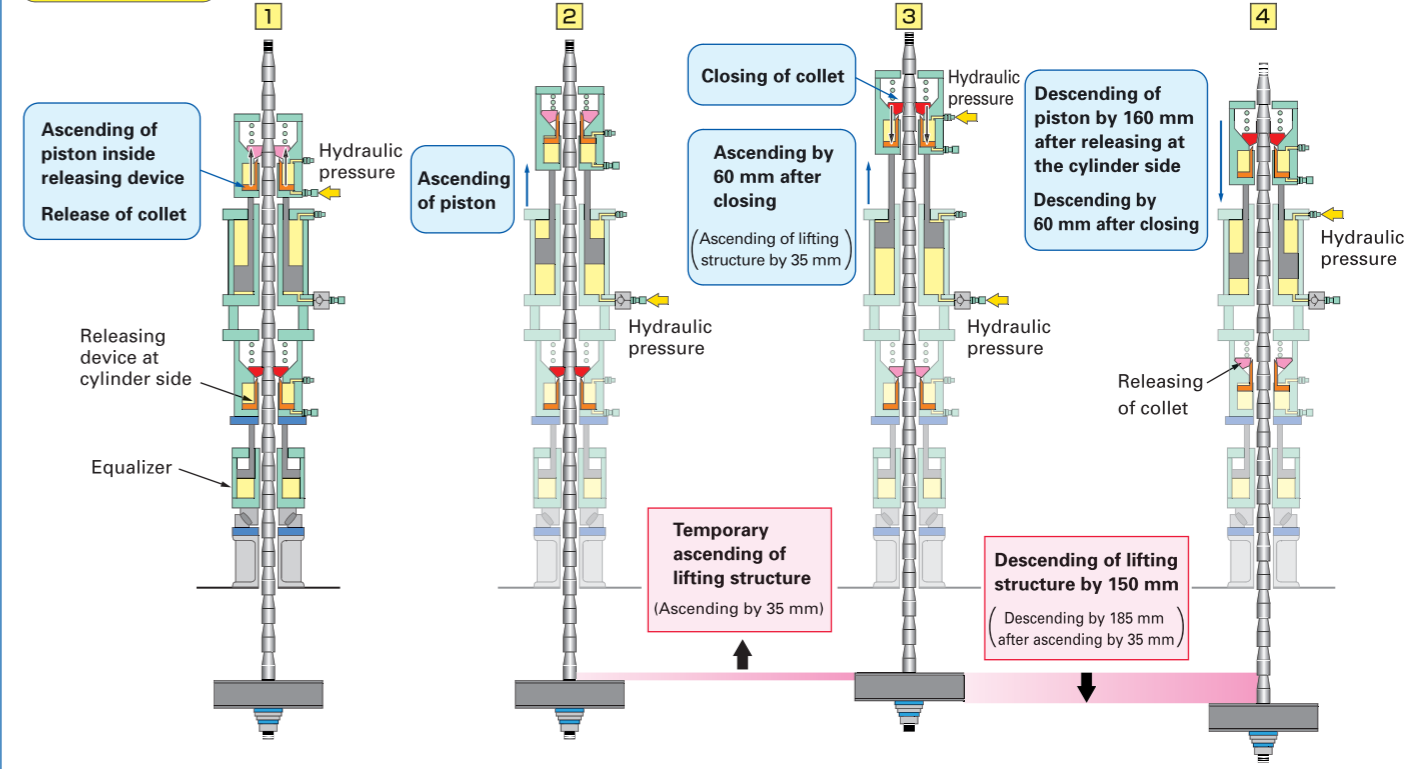 1
Ascending of
piston inside
releasing device
Release of collet
Hydraulic
pressure
Releasing
device at
cylinder side
Equalizer
2
Ascending
of piston
Hydraulic
pressure
Temporary
ascending of
lifting structure
(Ascending by 35 mm)
3
Closing of collet
Hydraulic
pressure
Ascending by
60 mm after
closing
(Ascending of lifting
structure by 35 mm)
Hydraulic
pressure
Descending of lifting
structure by 150 mm
(Descending by 185 mm
after ascending by 35 mm)
4
Descending of
piston by 160 mm
after releasing at
the cylinder side
Descending by
60 mm after closing
Hydraulic
pressure
Releasing
of collet